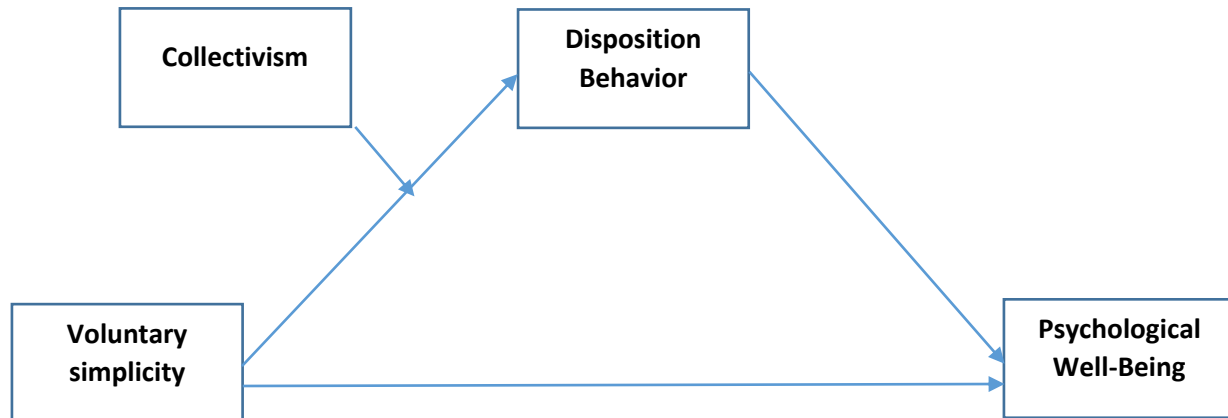 Collectivism
Disposition
Behavior
Voluntary
simplicity
Psychological
Well-Being